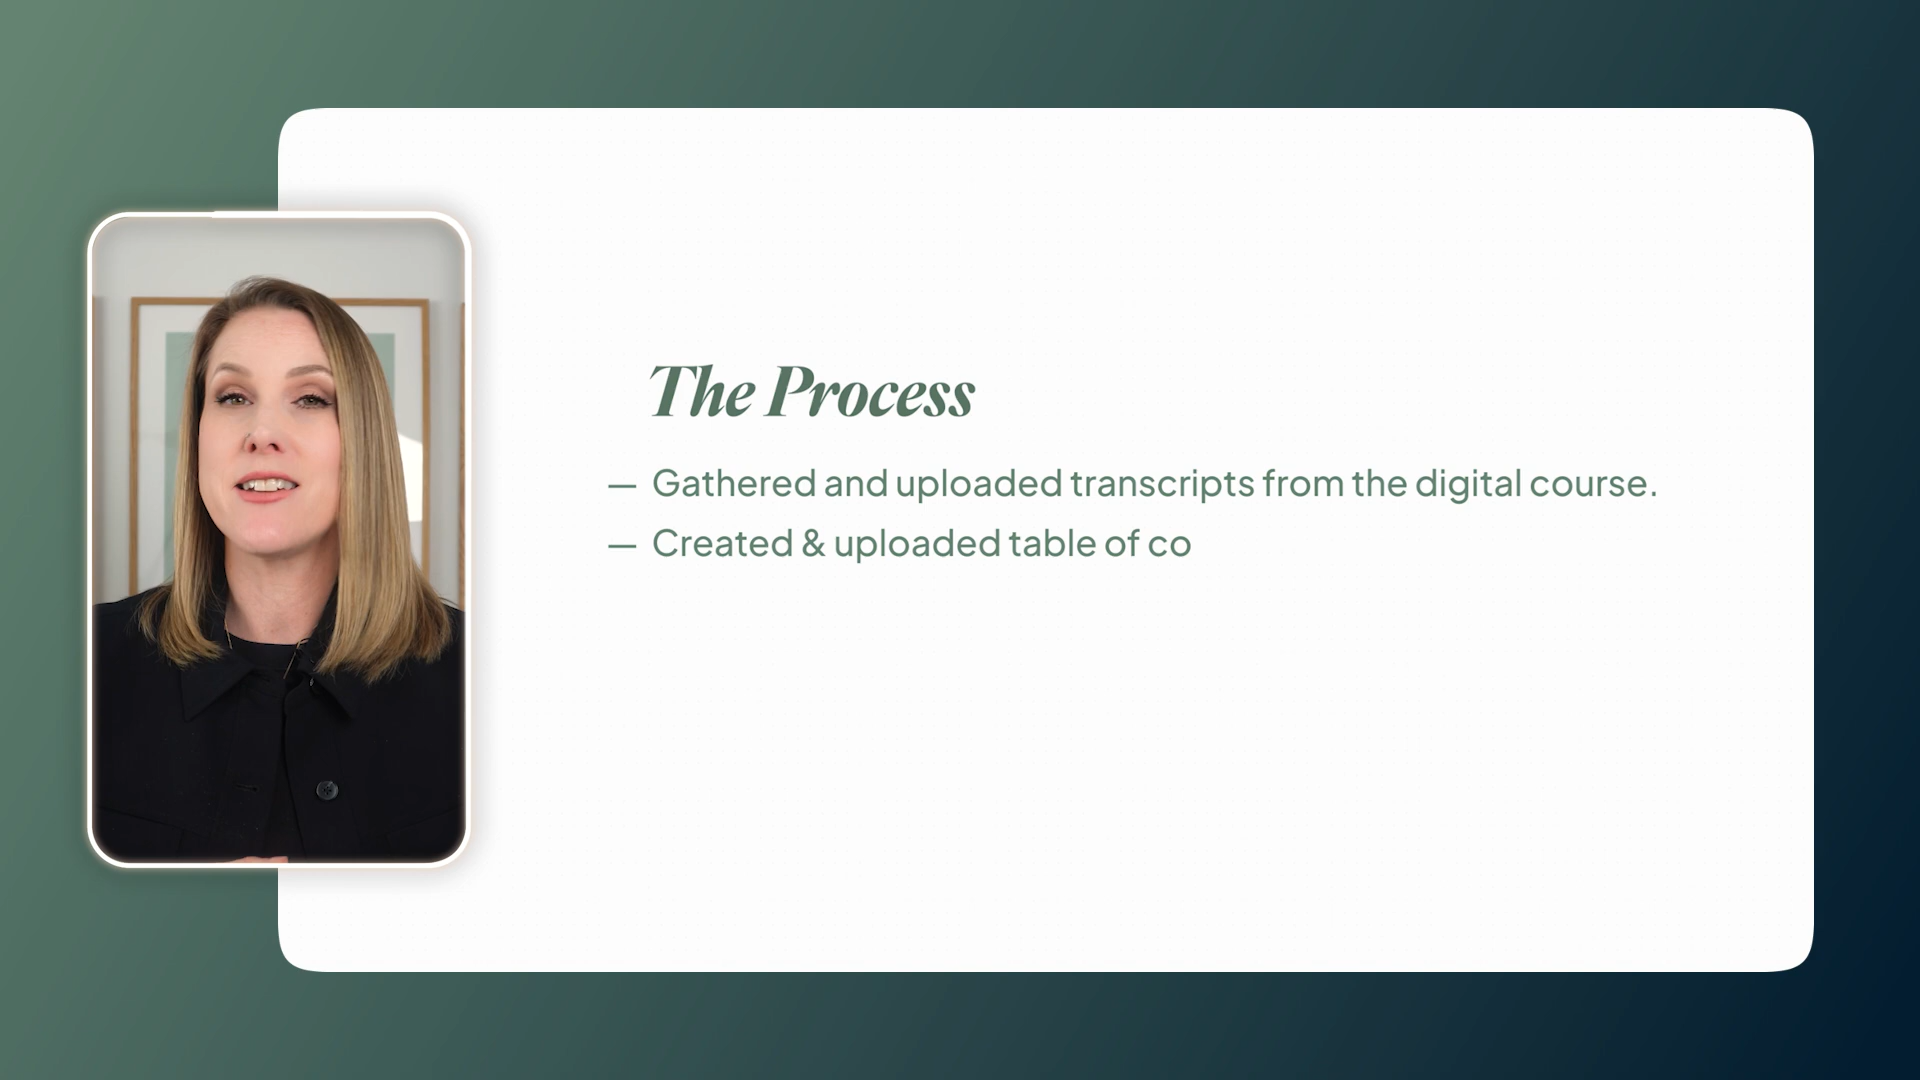 The Process
— Gathered and uploaded transcripts from the digital course.
— Created & uploaded table of co